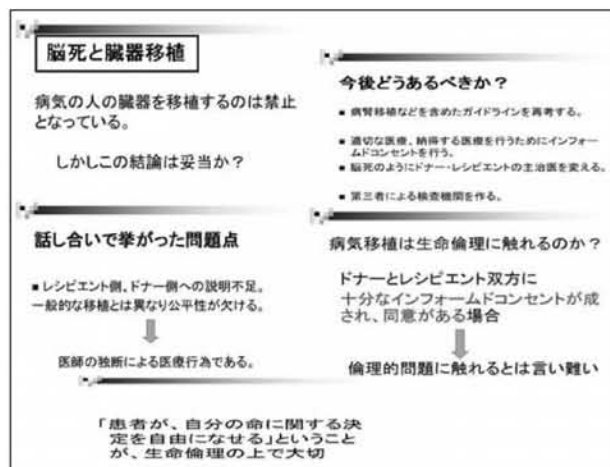 脳死と臓器移植
病気の人の臓器を移植するのは禁止
となっている。
しかしこの結論は妥当か？
話し合いで挙がった問題点
■ レシピエント側、ドナー側への説明不足。
一般的な移植とは異なり公平性が欠ける。
医師の独断による医療行為である。
「患者が、自分の命に関する決
定を自由になせる」ということ
が、生命倫理の上で大切
今後どうあるべきか？
■ 病腎移植などを含めたガイドラインを再考する。
■ 適切な医療、納得する医療を行うためにインフォー
ムドコンセントを行う。
■ 脳死のようにドナー・レシピエントの主治医を変える。
■ 第三者による検査機関を作る。
病気移植は生命倫理に触れるのか？
ドナーとレシピエント双方に
十分なインフォームドコンセントが成
され、同意がある場合
倫理的問題に触れるとは言い難い